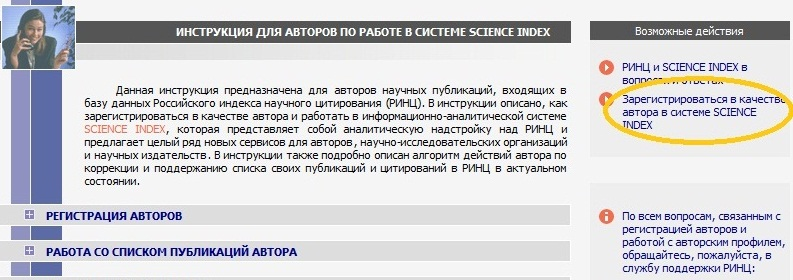 ИНСТРУКЦИЯ ДЛЯ АВТОРОВ ПО РАБОТЕ В СИСТЕМЕ SCIENCE INDEX
Данная инструкция предназначена для авторов научных публикаций, входящих в
базу данных Российского индекса научного цитирования (РИНЦ). В инструкции описано, как
зарегистрироваться в качестве автора и работать в информационно-аналитической системе
SCIENCE INDEX, которая представляет собой аналитическую надстройку над РИНЦ и
предлагает целый ряд новых сервисов для авторов, научно-исследовательских организаций
и научных издательств. В инструкции также подробно описан алгоритм действий автора по
коррекции и поддержанию списка своих публикаций и цитирований в РИНЦ в актуальном
состоянии.
РЕГИСТРАЦИЯ АВТОРОВ
РАБОТА СО СПИСКОМ ПУБЛИКАЦИЙ АВТОРА
Возможные действия
РИНЦ и SCIENCE INDEX в
вопросах и ответах
Зарегистрироваться в качестве
автора в системе SCIENCE
INDEX
По всем вопросам, связанным с
регистрацией авторов и
работой с авторским профилем,
обращайтесь, пожалуйста, в
службу поддержки РИНЦ: